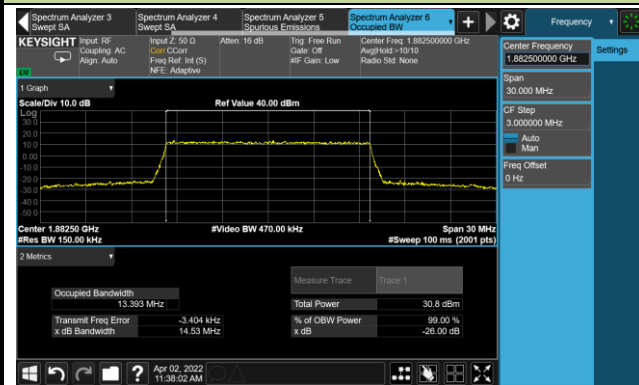 Spectrum Analyzer 3
Swept SA
Spectrum Analyzer 4
Swept SA
Spectrum Analyzer 5
Spurious Emissions
Spectrum Analyzer 6
Occupied BW
Frequency
KEYSIGHT
Input: RF
Coupling: AC
Align: Auto
Input Z: 50 Ω
Corr CCorr
Freq Ref: Int (S)
NFE: Adaptive
Atten: 16 dB
Trig: Free Run
Gate: Off
#IF Gain: Low
Center Freq: 1.882500000 GHz
Avg|Hold:>10/10
Radio Std: None
Center Frequency
1.882500000 GHz
Settings
Span
30.000 MHz
CF Step
3.000000 MHz
Auto
Man
Freq Offset
0 Hz
1 Graph
Scale/Div 10.0 dB
Ref Value 40.00 dBm
Log
30.0
20.0
10.0
0.00
-10.0
-20.0
-30.0
-40.0
-50.0
Center 1.88250 GHz
#Video BW 470.00 kHz
Span 30 MHz
#Res BW 150.00 kHz
#Sweep 100 ms (2001 pts)
2 Metrics
Measure Trace
Trace 1
Occupied Bandwidth
13.393 MHz
Total Power
30.8 dBm
Transmit Freq Error
-3.404 kHz
% of OBW Power
99.00 %
x dB Bandwidth
14.53 MHz
x dB
-26.00 dB
Apr 02, 2022
11:38:02 AM